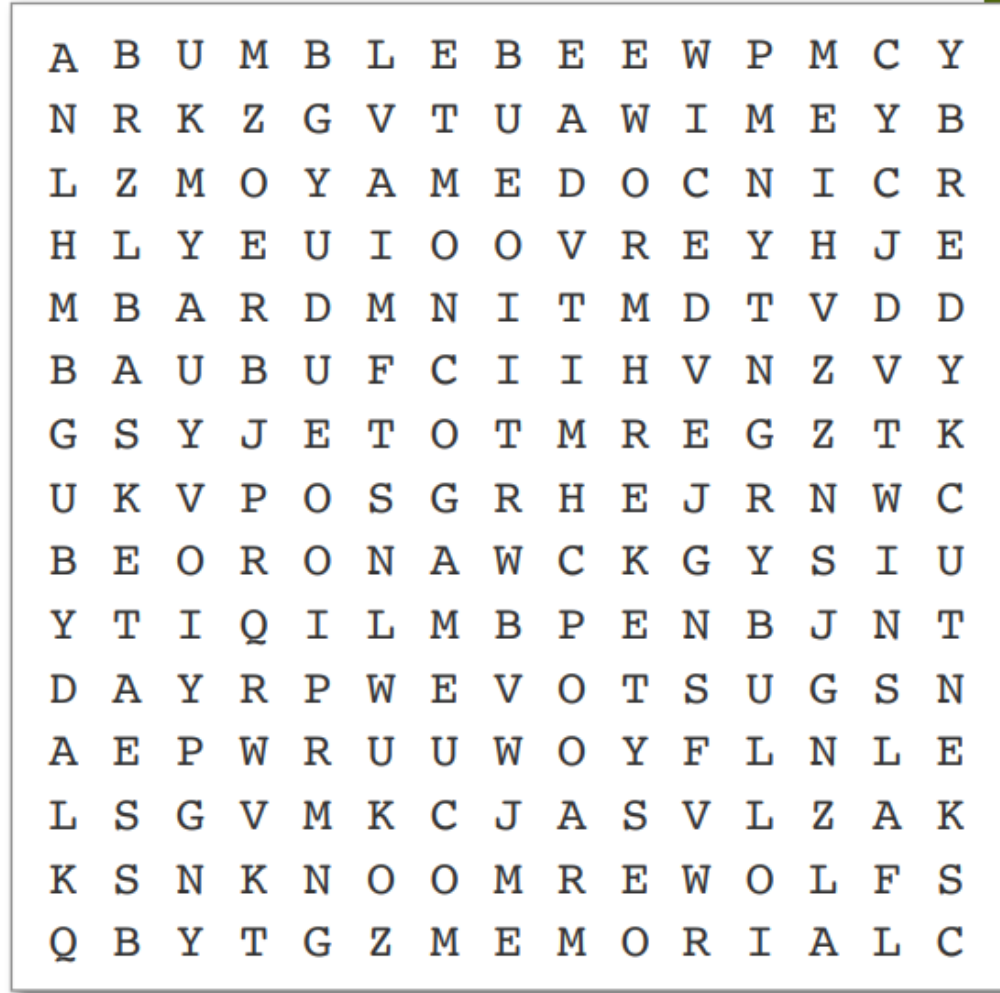 A B U M B L E B E E W P M C Y
N R K Z G V T U A W I M E Y B
L Z M O Y A M E D O C N I C R
H L Y E U I O O V R E Y H J E
M B A R D M N I T M D T V D D
B A U B U F C I I H V N Z V Y
G S Y J E T O T M R E G Z T K
U K V P O S G R H E J R N W C
B E O R O N A W C K G Y S I U
Y T I Q I L M B P E N B J N T
D A Y R P W E V O T S U G S N
A E P W R U U W O Y F L N L E
L S G V M K C J A S V L Z A K
K S N K N O O M R E W O L F S
Q B Y T G Z M E M O R I A L C